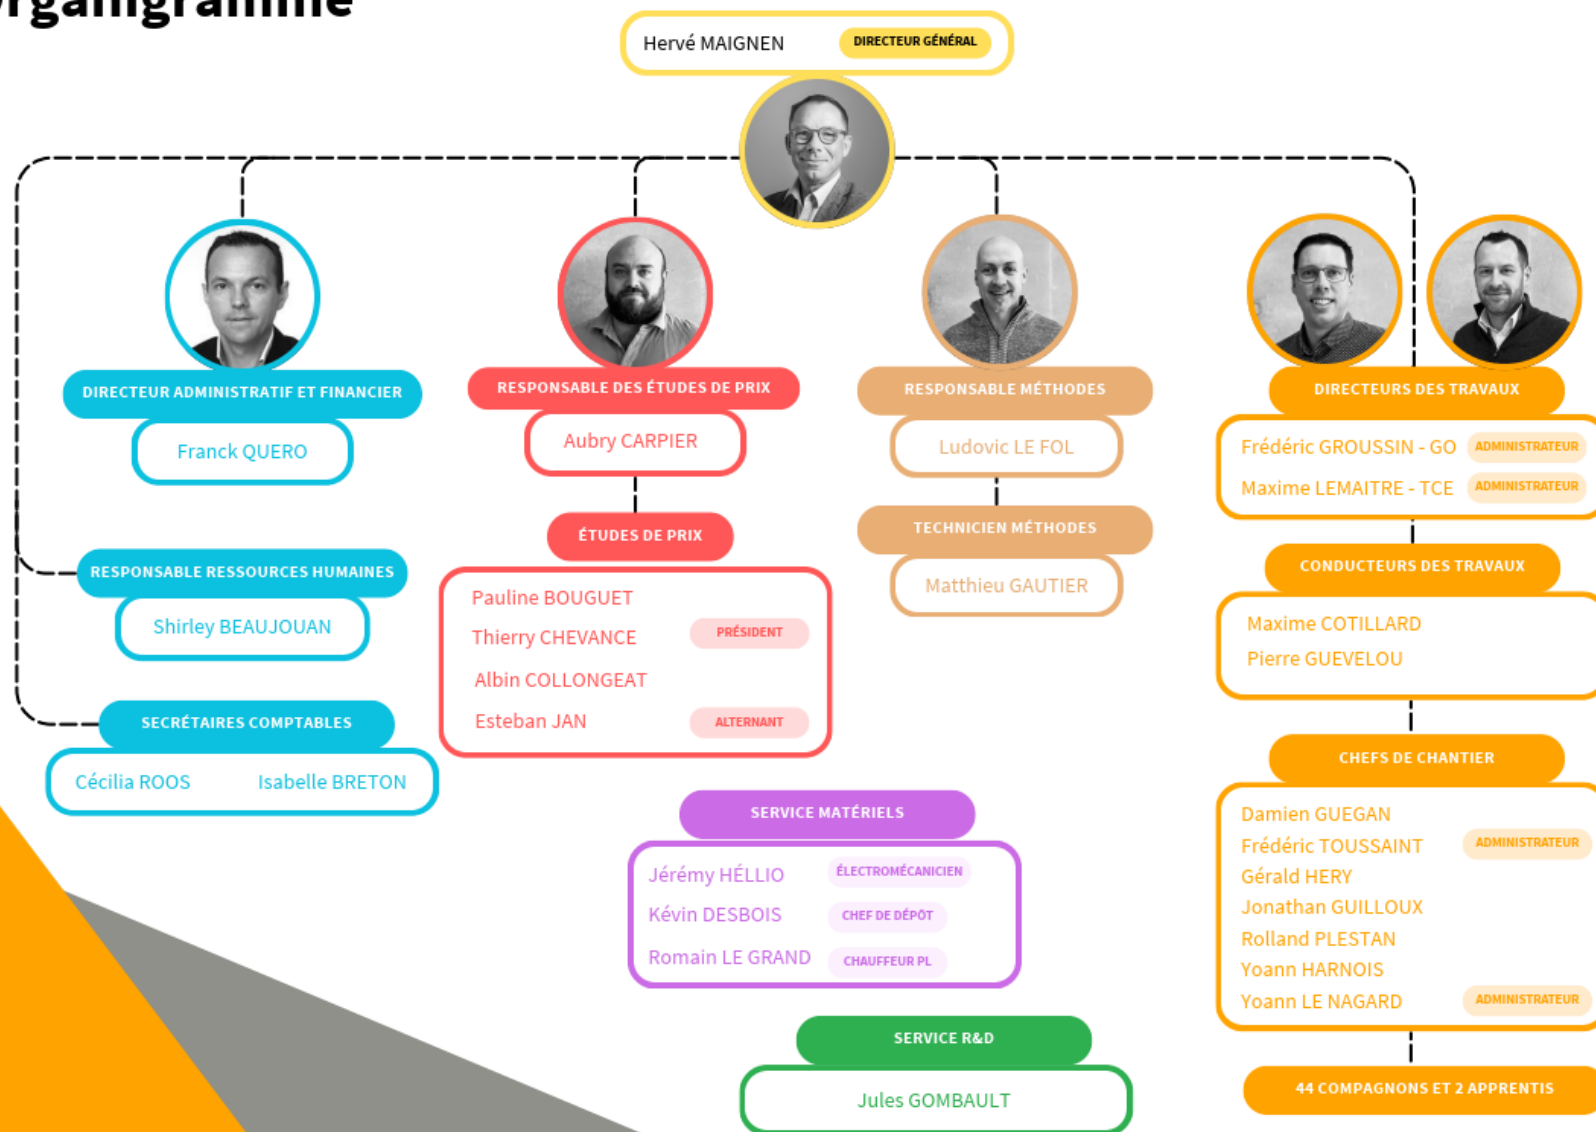 Organigramme
Hervé MAIGNEN DIRECTEUR GÉNÉRAL
DIRECTEUR ADMINISTRATIF ET FINANCIER
Franck QUERO
RESPONSABLE RESSOURCES HUMAINES
Shirley BEAUJOUAN
SECRÉTAIRES COMPTABLES
Cécilia ROOS Isabelle BRETON
RESPONSABLE DES ÉTUDES DE PRIX
Aubry CARPIER
ÉTUDES DE PRIX
Pauline BOUGUET
Thierry CHEVANCE PRÉSIDENT
Albin COLLONGEAT
Esteban JAN ALTERNANT
RESPONSABLE MÉTHODES
Ludovic LE FOL
TECHNICIEN MÉTHODES
Matthieu GAUTIER
SERVICE MATÉRIELS
Jérémy HÉLLIO ÉLECTROMÉCANICIEN
Kévin DESBOIS CHEF DE DÉPÔT
Romain LE GRAND CHAUFFEUR PL
SERVICE R&D
Jules GOMBAULT
DIRECTEURS DES TRAVAUX
Frédéric GROUSSIN - GO ADMINISTRATEUR
Maxime LEMAITRE - TCE ADMINISTRATEUR
CONDUCTEURS DES TRAVAUX
Maxime COTILLARD
Pierre GUEVELOU
CHEFS DE CHANTIER
Damien GUEGAN
Frédéric TOUSSAINT ADMINISTRATEUR
Gérald HERY
Jonathan GUILLOUX
Rolland PLESTAN
Yoann HARNOIS
Yoann LE NAGARD ADMINISTRATEUR
44 COMPAGNONS ET 2 APPRENTIS